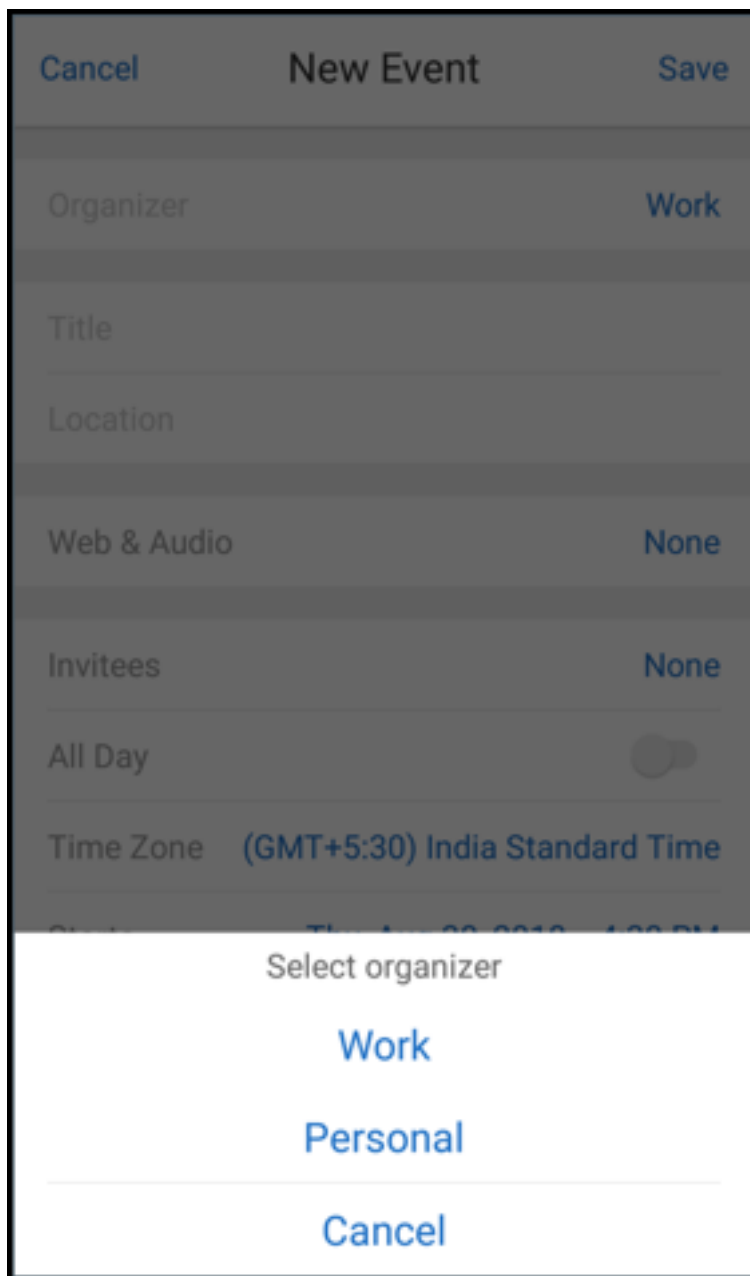 Cancel New Event Save
Organizer Work
Title
Location
Web & Audio None
Invitees None
All Day
Time Zone (GMT+5:30) India Standard Time
Select organizer
Work
Personal
Cancel